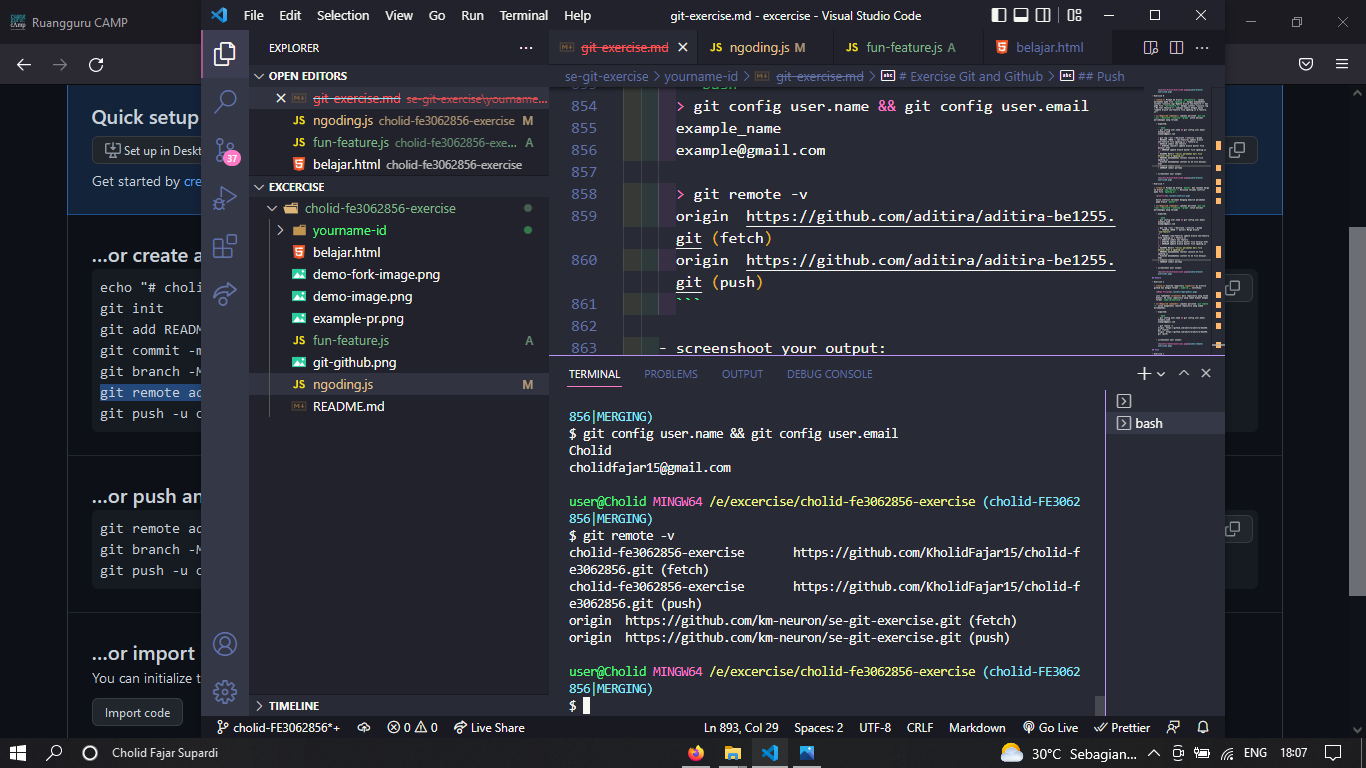 Ruangguru CAMP
File Edit Selection View Go Run Terminal Help
git-exercise.md - excercise - Visual Studio Code
EXPLORER
OPEN EDITORS
git-exercise.md se-git-exercise\yourname...
ngoding.js cholid-fe3062856-exercise M
fun-feature.js cholid-fe3062856-exe... A
belajar.html cholid-fe3062856-exercise
EXCERCISE
cholid-fe3062856-exercise
yourname-id
belajar.html
demo-fork-image.png
demo-image.png
example-pr.png
fun-feature.js A
git-github.png
ngoding.js M
README.md
TIMELINE
37
git-exercise.md
ngoding.js M
fun-feature.js A
belajar.html
se-git-exercise > yourname-id > git-exercise.md > # Exercise Git and Github > ## Push
854 > git config user.name && git config user.email
855 example_name
856 example@gmail.com
857
858 > git remote -v
859 origin https://github.com/aditira/aditira-be1255.
git (fetch)
860 origin https://github.com/aditira/aditira-be1255.
git (push)
861 ```
862
863 - screenshoot your output:
TERMINAL PROBLEMS OUTPUT DEBUG CONSOLE
bash
856|MERGING)
$ git config user.name && git config user.email
Cholid
cholidfajar15@gmail.com
user@Cholid MINGW64 /e/excercise/cholid-fe3062856-exercise (cholid-FE3062
856|MERGING)
$ git remote -v
cholid-fe3062856-exercise https://github.com/KholidFajar15/cholid-f
e3062856.git (fetch)
cholid-fe3062856-exercise https://github.com/KholidFajar15/cholid-f
e3062856.git (push)
origin https://github.com/km-neuron/se-git-exercise.git (fetch)
origin https://github.com/km-neuron/se-git-exercise.git (push)
user@Cholid MINGW64 /e/excercise/cholid-fe3062856-exercise (cholid-FE3062
856|MERGING)
$
cholid-FE3062856*+ 0 0 Live Share
Ln 893, Col 29 Spaces: 2 UTF-8 CRLF Markdown Go Live Prettier
Quick setup
Set up in Deskt
Get started by cre
...or create a
echo "# choli
git init
git add READM
git commit -m
git branch -M
git remote ad
git push -u o
...or push an
git remote ad
git branch -M
git push -u o
...or import
You can initialize t
Import code
Cholid Fajar Supardi
30°C Sebagian... ENG 18:07